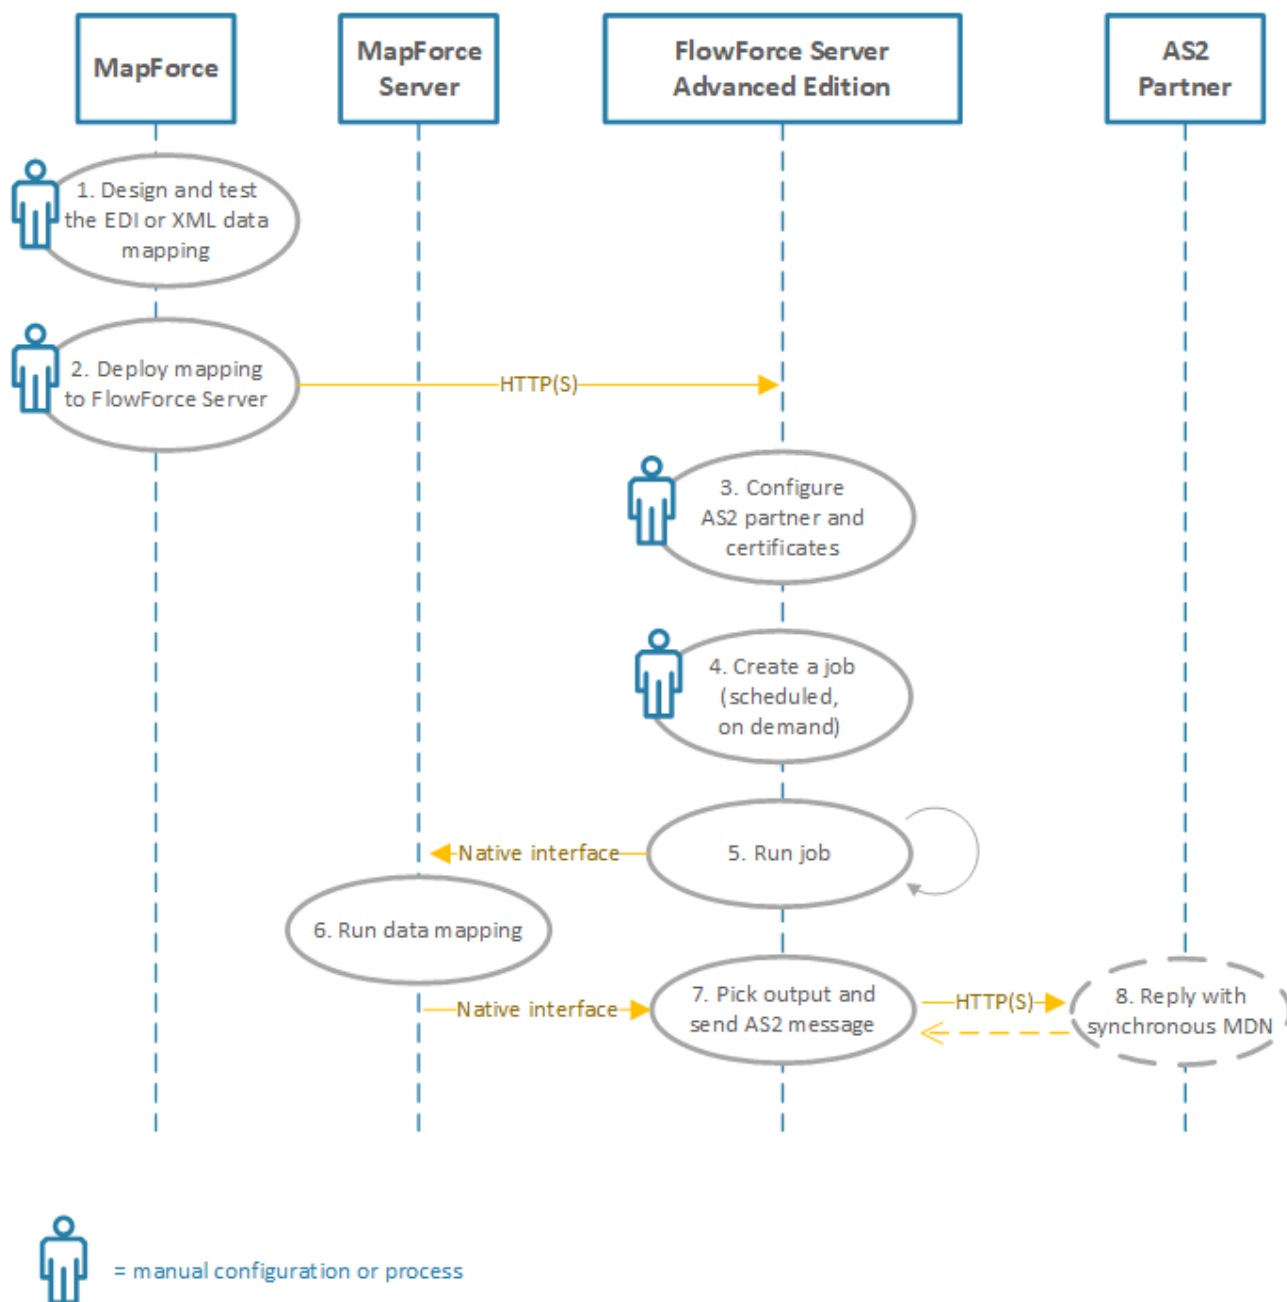 MapForce
MapForce
Server
FlowForce Server
Advanced Edition
AS2
Partner
1. Design and test
the EDI or XML data
mapping
2. Deploy mapping
to FlowForce Server
HTTP(S)
3. Configure
AS2 partner and
certificates
4. Create a job
(scheduled,
on demand)
Native interface
5. Run job
6. Run data mapping
Native interface
7. Pick output and
send AS2 message
HTTP(S)
8. Reply with
synchronous MDN
= manual configuration or process